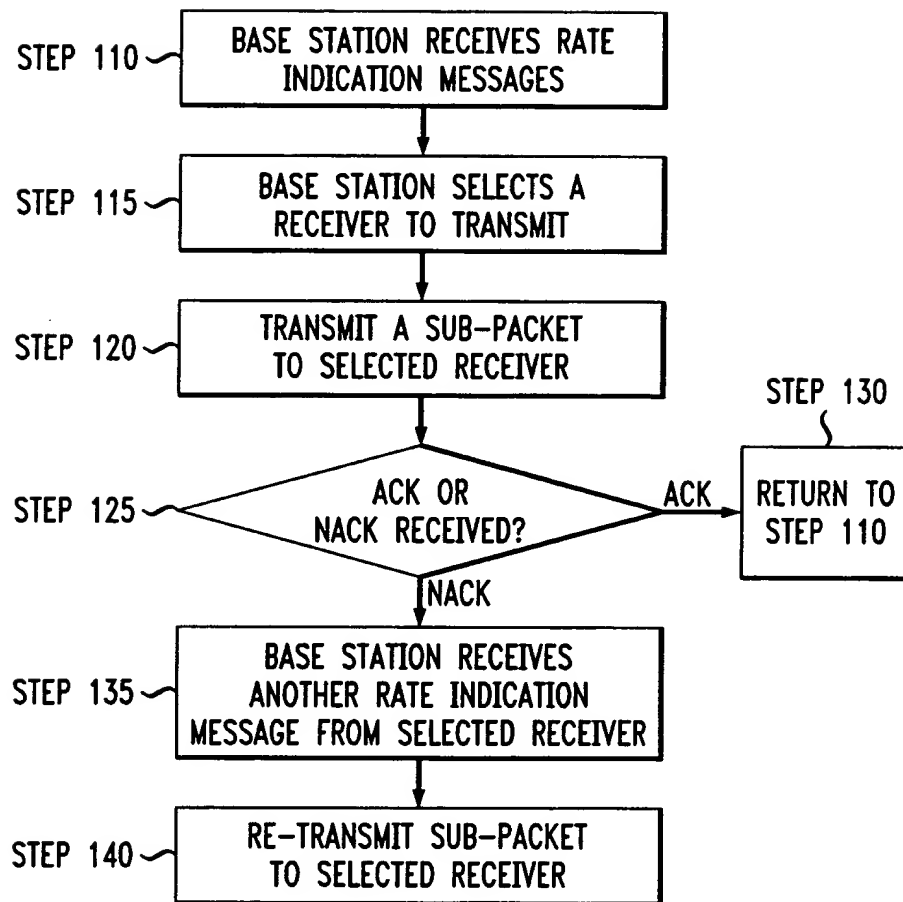 STEP 110
BASE STATION RECEIVES RATE
INDICATION MESSAGES
STEP 115
BASE STATION SELECTS A
RECEIVER TO TRANSMIT
STEP 120
TRANSMIT A SUB-PACKET
TO SELECTED RECEIVER
STEP 125
ACK OR
NACK RECEIVED?
ACK
STEP 130
RETURN TO
STEP 110
NACK
STEP 135
BASE STATION RECEIVES
ANOTHER RATE INDICATION
MESSAGE FROM SELECTED RECEIVER
STEP 140
RE-TRANSMIT SUB-PACKET
TO SELECTED RECEIVER